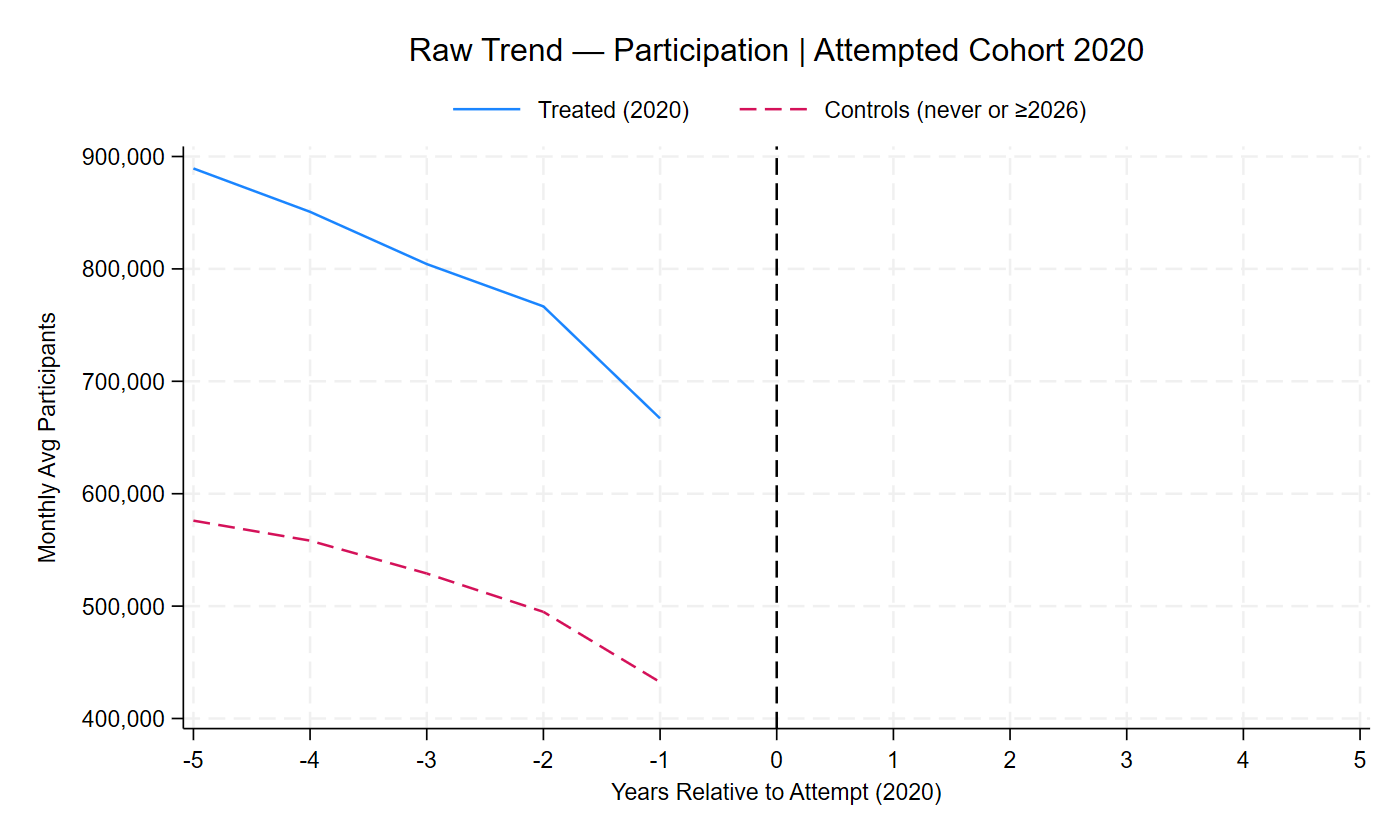 Raw Trend — Participation | Attempted Cohort 2020
Treated (2020)
Controls (never or ≥2026)
900,000
800,000
700,000
600,000
500,000
400,000
Monthly Avg Participants
-5 -4 -3 -2 -1 0 1 2 3 4 5
Years Relative to Attempt (2020)